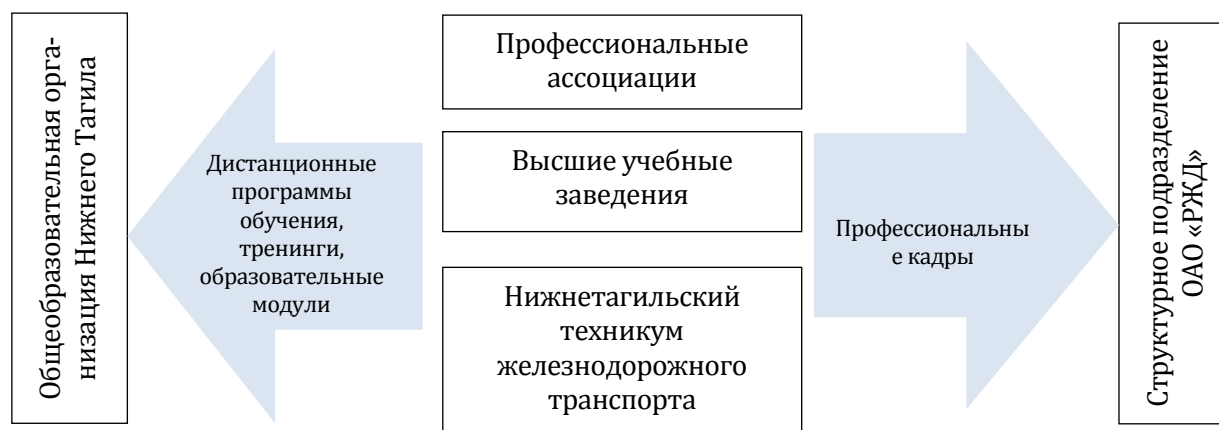 Общеобразовательная орга-
низация Нижнего Тагила
Дистанционные
программы
обучения,
тренинги,
образовательные
модули
Профессиональные
ассоциации
Высшие учебные
заведения
Нижнетагильский
техникум
железнодорожного
транспорта
Профессиональны
е кадры
Структурное подразделение
ОАО «РЖД»